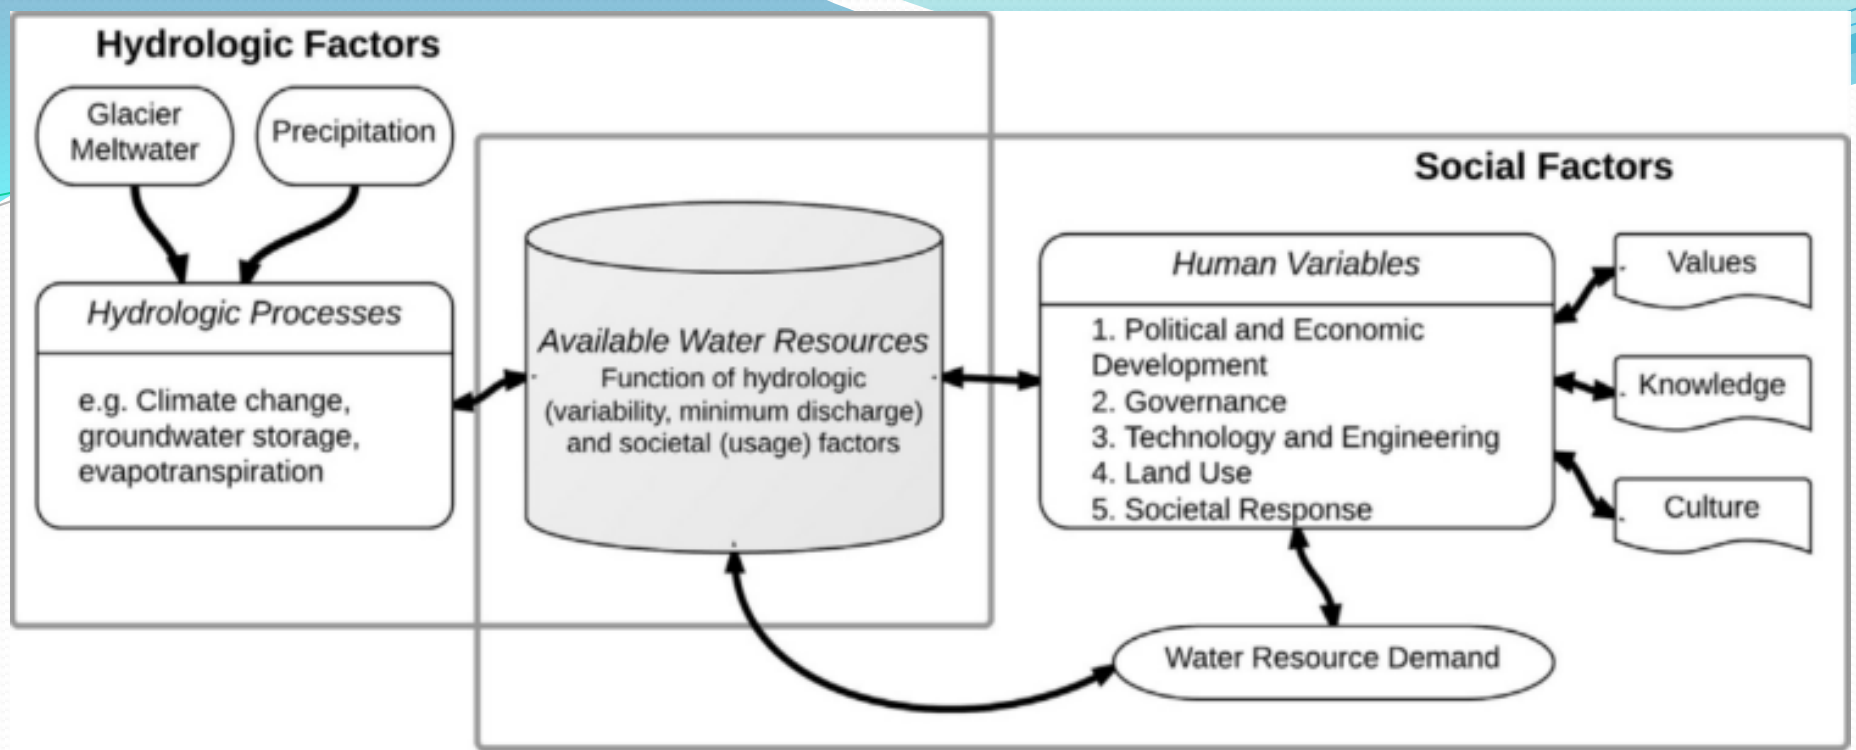 Hydrologic Factors
Glacier
Meltwater
Precipitation
Hydrologic Processes
e.g. Climate change,
groundwater storage,
evapotranspiration
Available Water Resources
Function of hydrologic
(variability, minimum discharge)
and societal (usage) factors
Social Factors
Human Variables
1. Political and Economic
Development
2. Governance
3. Technology and Engineering
4. Land Use
5. Societal Response
Values
Knowledge
Culture
Water Resource Demand